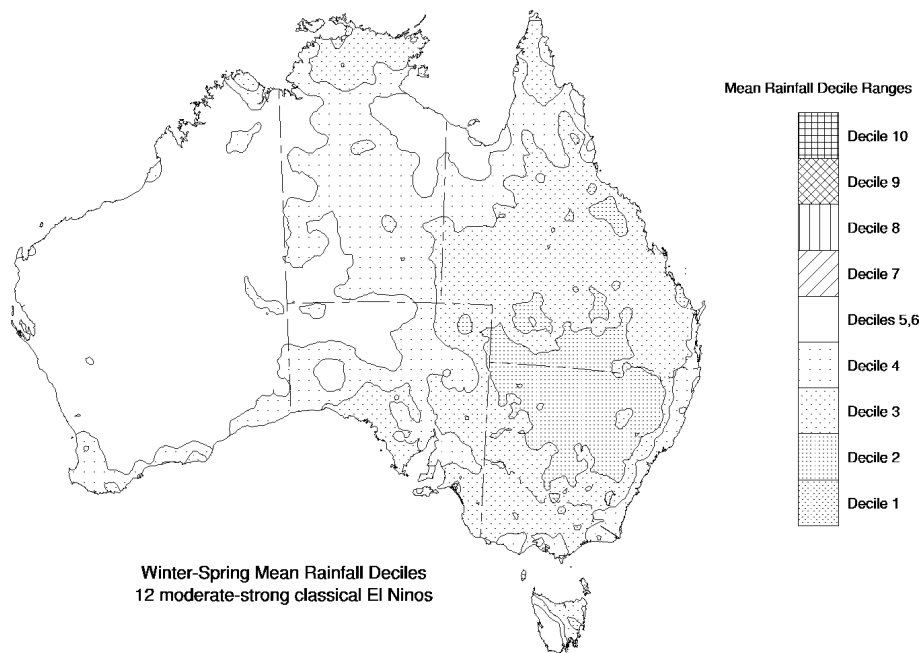 Mean Rainfall Decile Ranges
Decile 10
Decile 9
Decile 8
Decile 7
Deciles 5,6
Decile 4
Decile 3
Decile 2
Decile 1
Winter-Spring Mean Rainfall Deciles
12 moderate-strong classical El Ninos